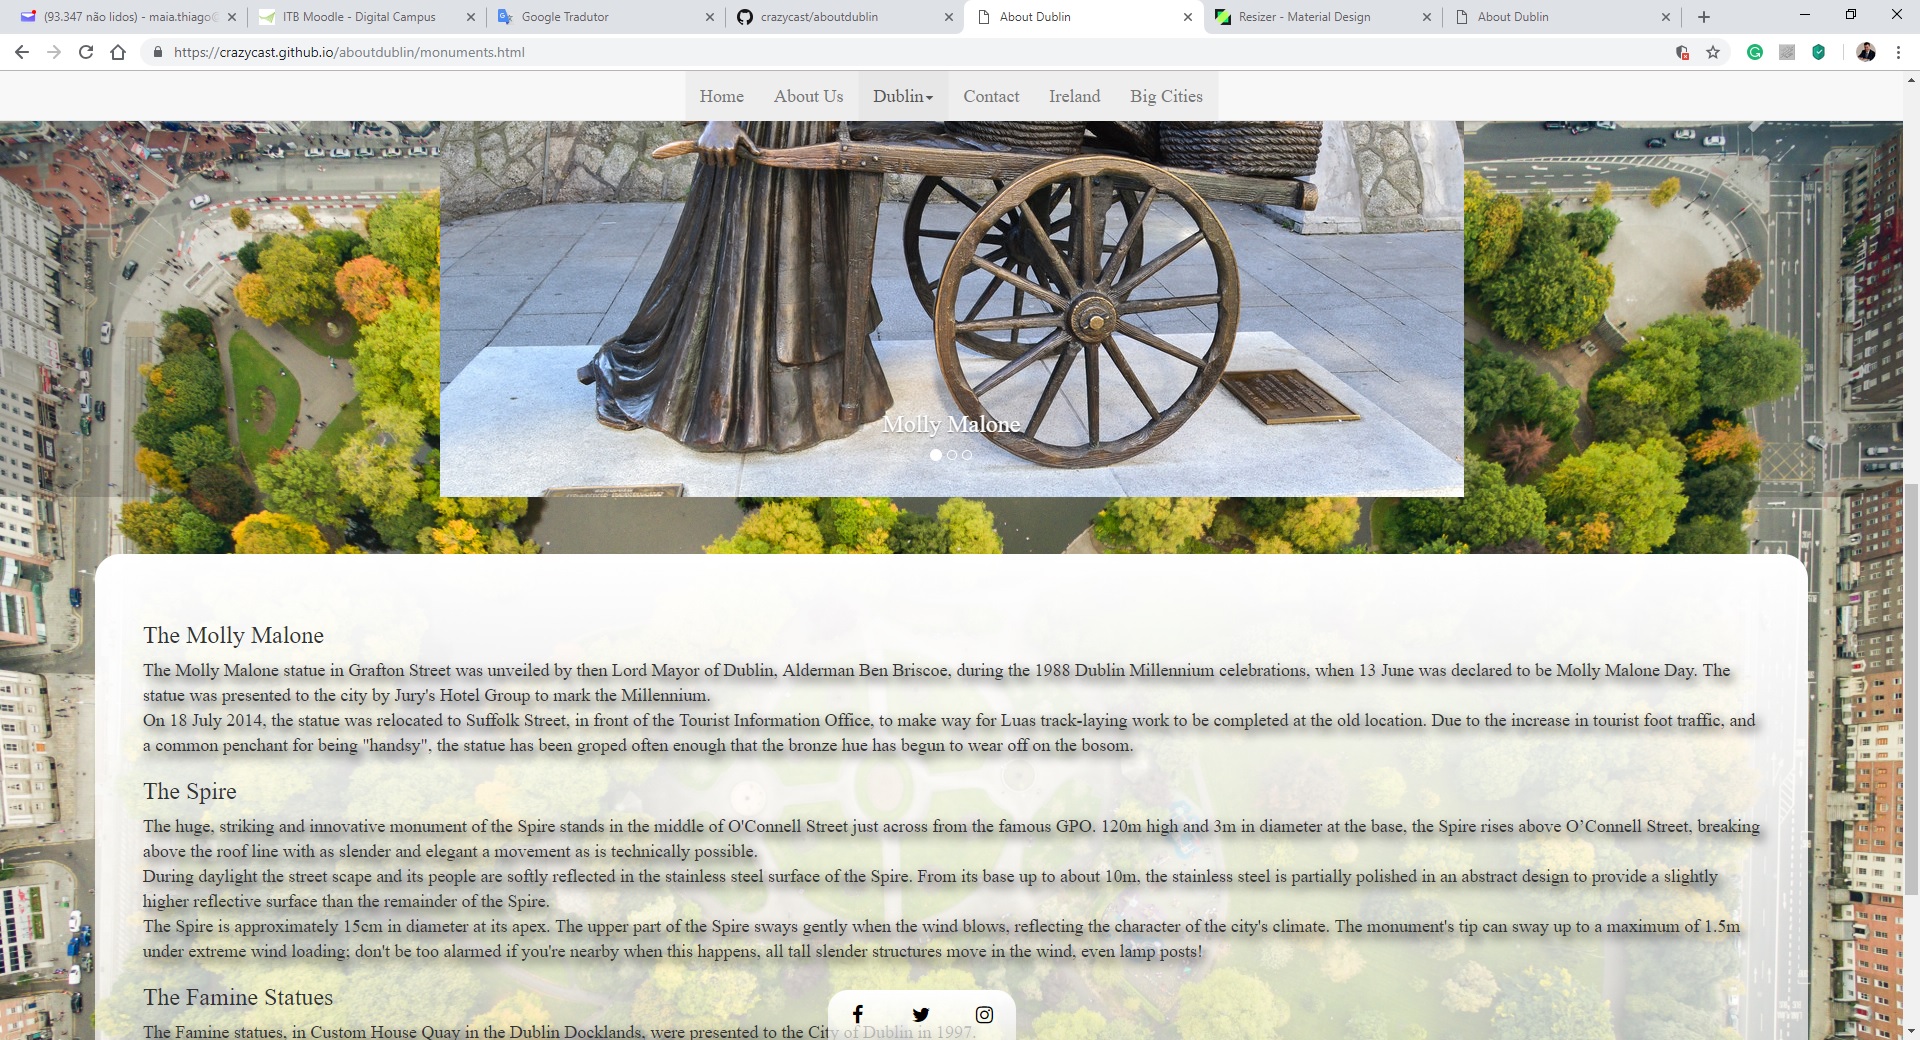 (93.347 não lidos) - maia.thiago
ITB Moodle - Digital Campus
Google Tradutor
crazycast/aboutdublin
About Dublin
Resizer - Material Design
About Dublin
https://crazycast.github.io/aboutdublin/monuments.html
Home
About Us
Dublin
Contact
Ireland
Big Cities
Molly Malone
The Molly Malone
The Molly Malone statue in Grafton Street was unveiled by then Lord Mayor of Dublin, Alderman Ben Briscoe, during the 1988 Dublin Millennium celebrations, when 13 June was declared to be Molly Malone Day. The
statue was presented to the city by Jury's Hotel Group to mark the Millennium.
On 18 July 2014, the statue was relocated to Suffolk Street, in front of the Tourist Information Office, to make way for Luas track-laying work to be completed at the old location. Due to the increase in tourist foot traffic, and
a common penchant for being "handsy", the statue has been groped often enough that the bronze hue has begun to wear off on the bosom.
The Spire
The huge, striking and innovative monument of the Spire stands in the middle of O'Connell Street just across from the famous GPO. 120m high and 3m in diameter at the base, the Spire rises above O’Connell Street, breaking
above the roof line with as slender and elegant a movement as is technically possible.
During daylight the street scape and its people are softly reflected in the stainless steel surface of the Spire. From its base up to about 10m, the stainless steel is partially polished in an abstract design to provide a slightly
higher reflective surface than the remainder of the Spire.
The Spire is approximately 15cm in diameter at its apex. The upper part of the Spire sways gently when the wind blows, reflecting the character of the city's climate. The monument's tip can sway up to a maximum of 1.5m
under extreme wind loading; don't be too alarmed if you're nearby when this happens, all tall slender structures move in the wind, even lamp posts!
The Famine Statues
The Famine statues, in Custom House Quay in the Dublin Docklands, were presented to the City of Dublin in 1997.